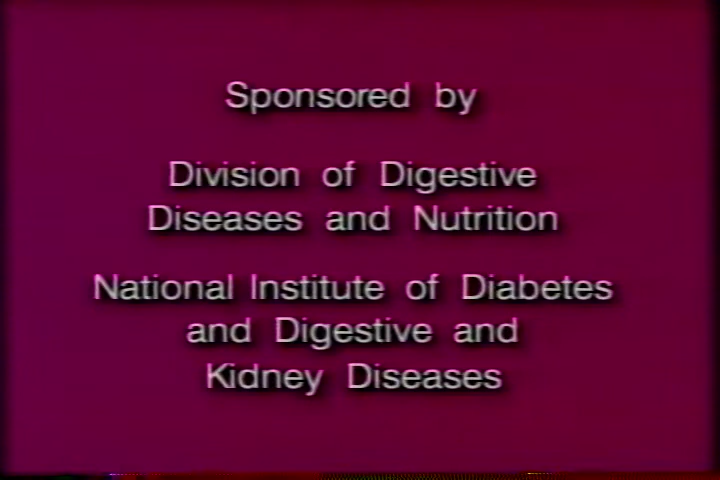 Sponsored by
Division of Digestive
Diseases and Nutrition
National Institute of Diabetes
and Digestive and
Kidney Diseases